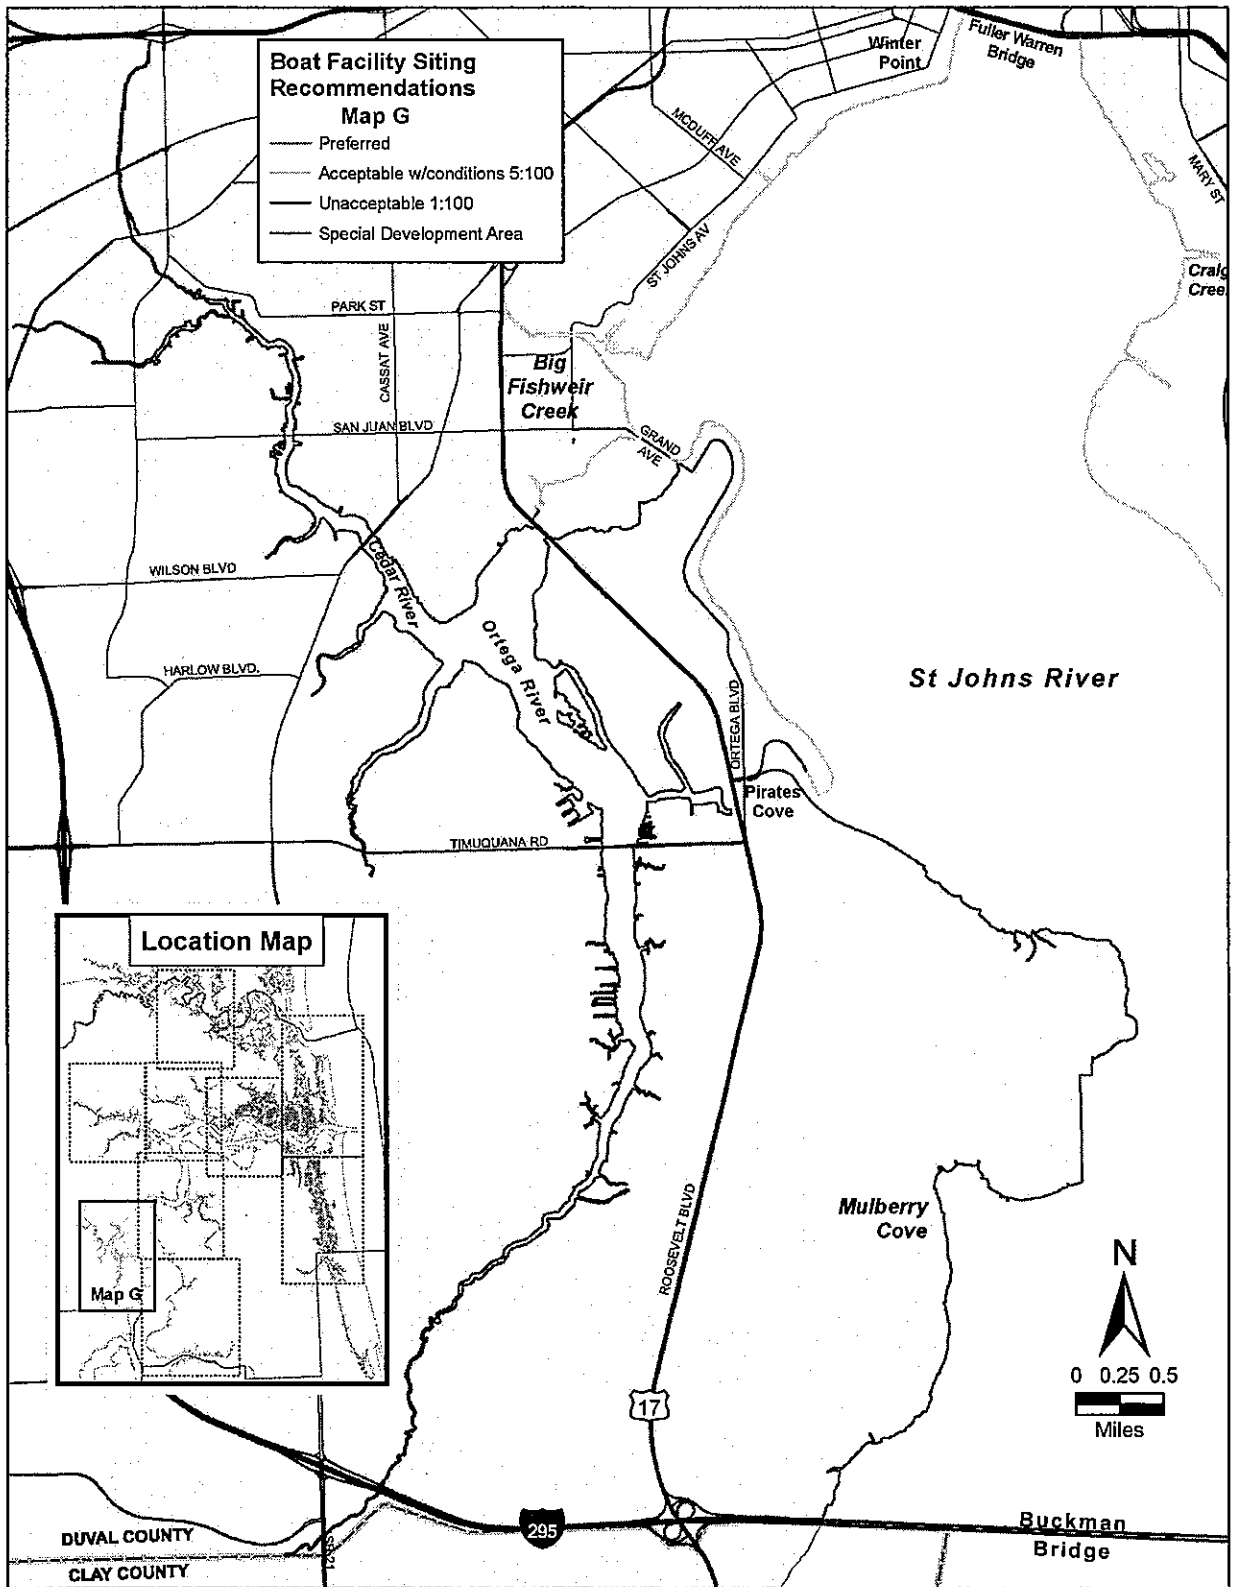 Boat Facility Siting
Recommendations
Map G
Preferred
Acceptable w/conditions 5:100
Unacceptable 1:100
Special Development Area
Winter
Point
Fuller Warren
Bridge
MCDUFF AVE
MARY ST
ST JOHNS AV
PARK ST
CASSAT AVE
Big
Fishweir
Creek
SAN JUAN BLVD
GRAND
AVE
WILSON BLVD
Cedar River
Ortega River
HARLOW BLVD.
St Johns River
ORTEGA BLVD
Pirates
Cove
TIMUQUANA RD
Location Map
Map G
ROOSEVELT BLVD
Mulberry
Cove
N
0 0.25 0.5
Miles
17
295
Buckman
Bridge
DUVAL COUNTY
CLAY COUNTY